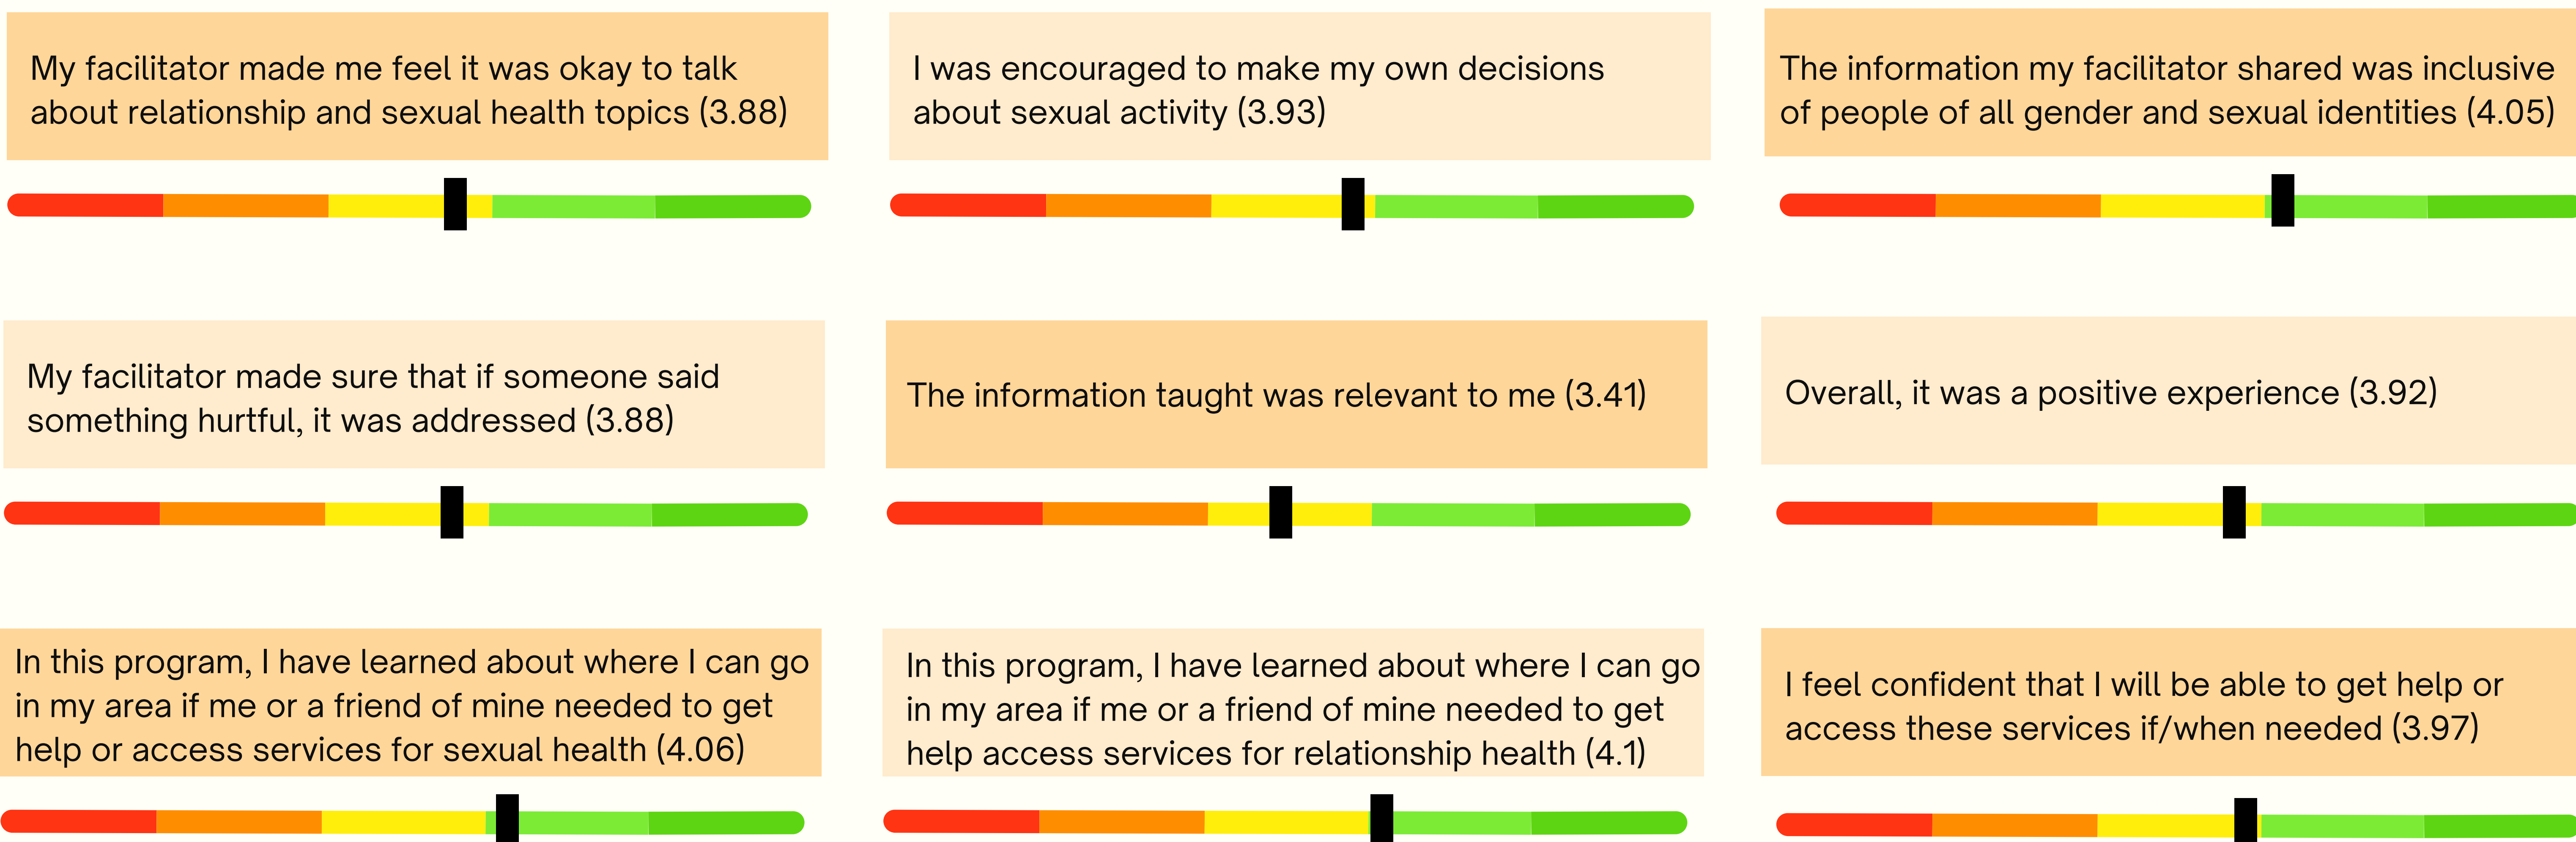 My facilitator made me feel it was okay to talk
about relationship and sexual health topics (3.88)
I was encouraged to make my own decisions
about sexual activity (3.93)
The information my facilitator shared was inclusive
of people of all gender and sexual identities (4.05)
My facilitator made sure that if someone said
something hurtful, it was addressed (3.88)
The information taught was relevant to me (3.41)
Overall, it was a positive experience (3.92)
In this program, I have learned about where I can go
in my area if me or a friend of mine needed to get
help or access services for sexual health (4.06)
In this program, I have learned about where I can go
in my area if me or a friend of mine needed to get
help access services for relationship health (4.1)
I feel confident that I will be able to get help or
access these services if/when needed (3.97)